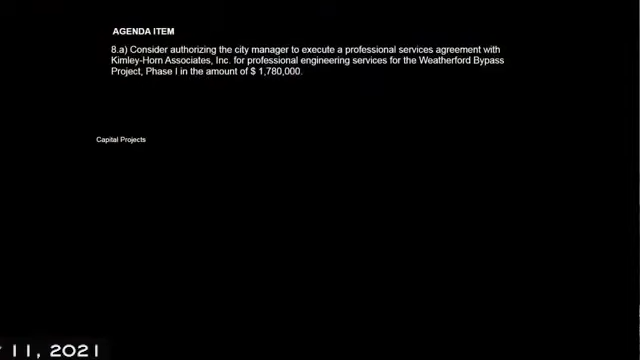 AGENDA ITEM
8.a) Consider authorizing the city manager to execute a professional services agreement with
Kimley-Horn Associates, Inc. for professional engineering services for the Weatherford Bypass
Project, Phase I in the amount of $ 1,780,000.
Capital Projects
11, 2021